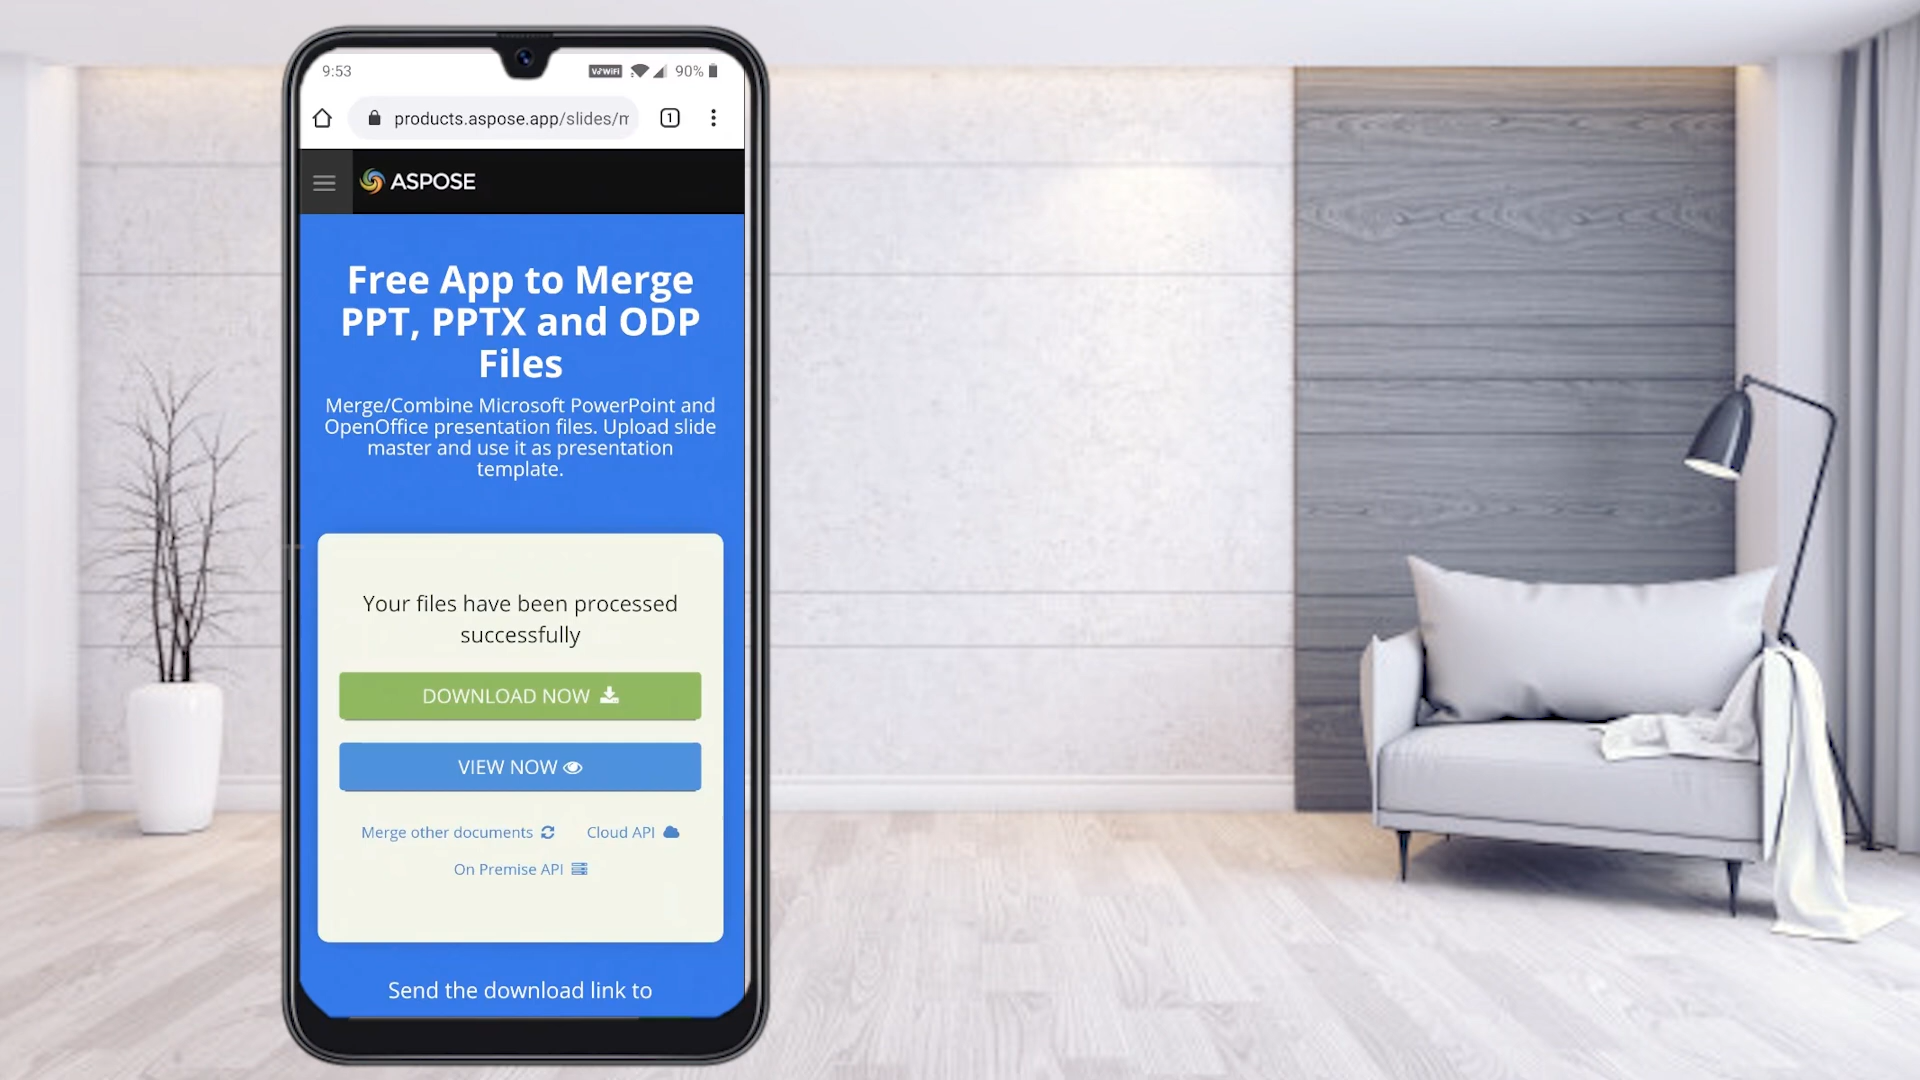 9:53
VoWiFi
90%
products.aspose.app/slides/m
1
ASPOSE
Free App to Merge
PPT, PPTX and ODP
Files
Merge/Combine Microsoft PowerPoint and
OpenOffice presentation files. Upload slide
master and use it as presentation
template.
Your files have been processed
successfully
DOWNLOAD NOW
VIEW NOW
Merge other documents Cloud API
On Premise API
Send the download link to